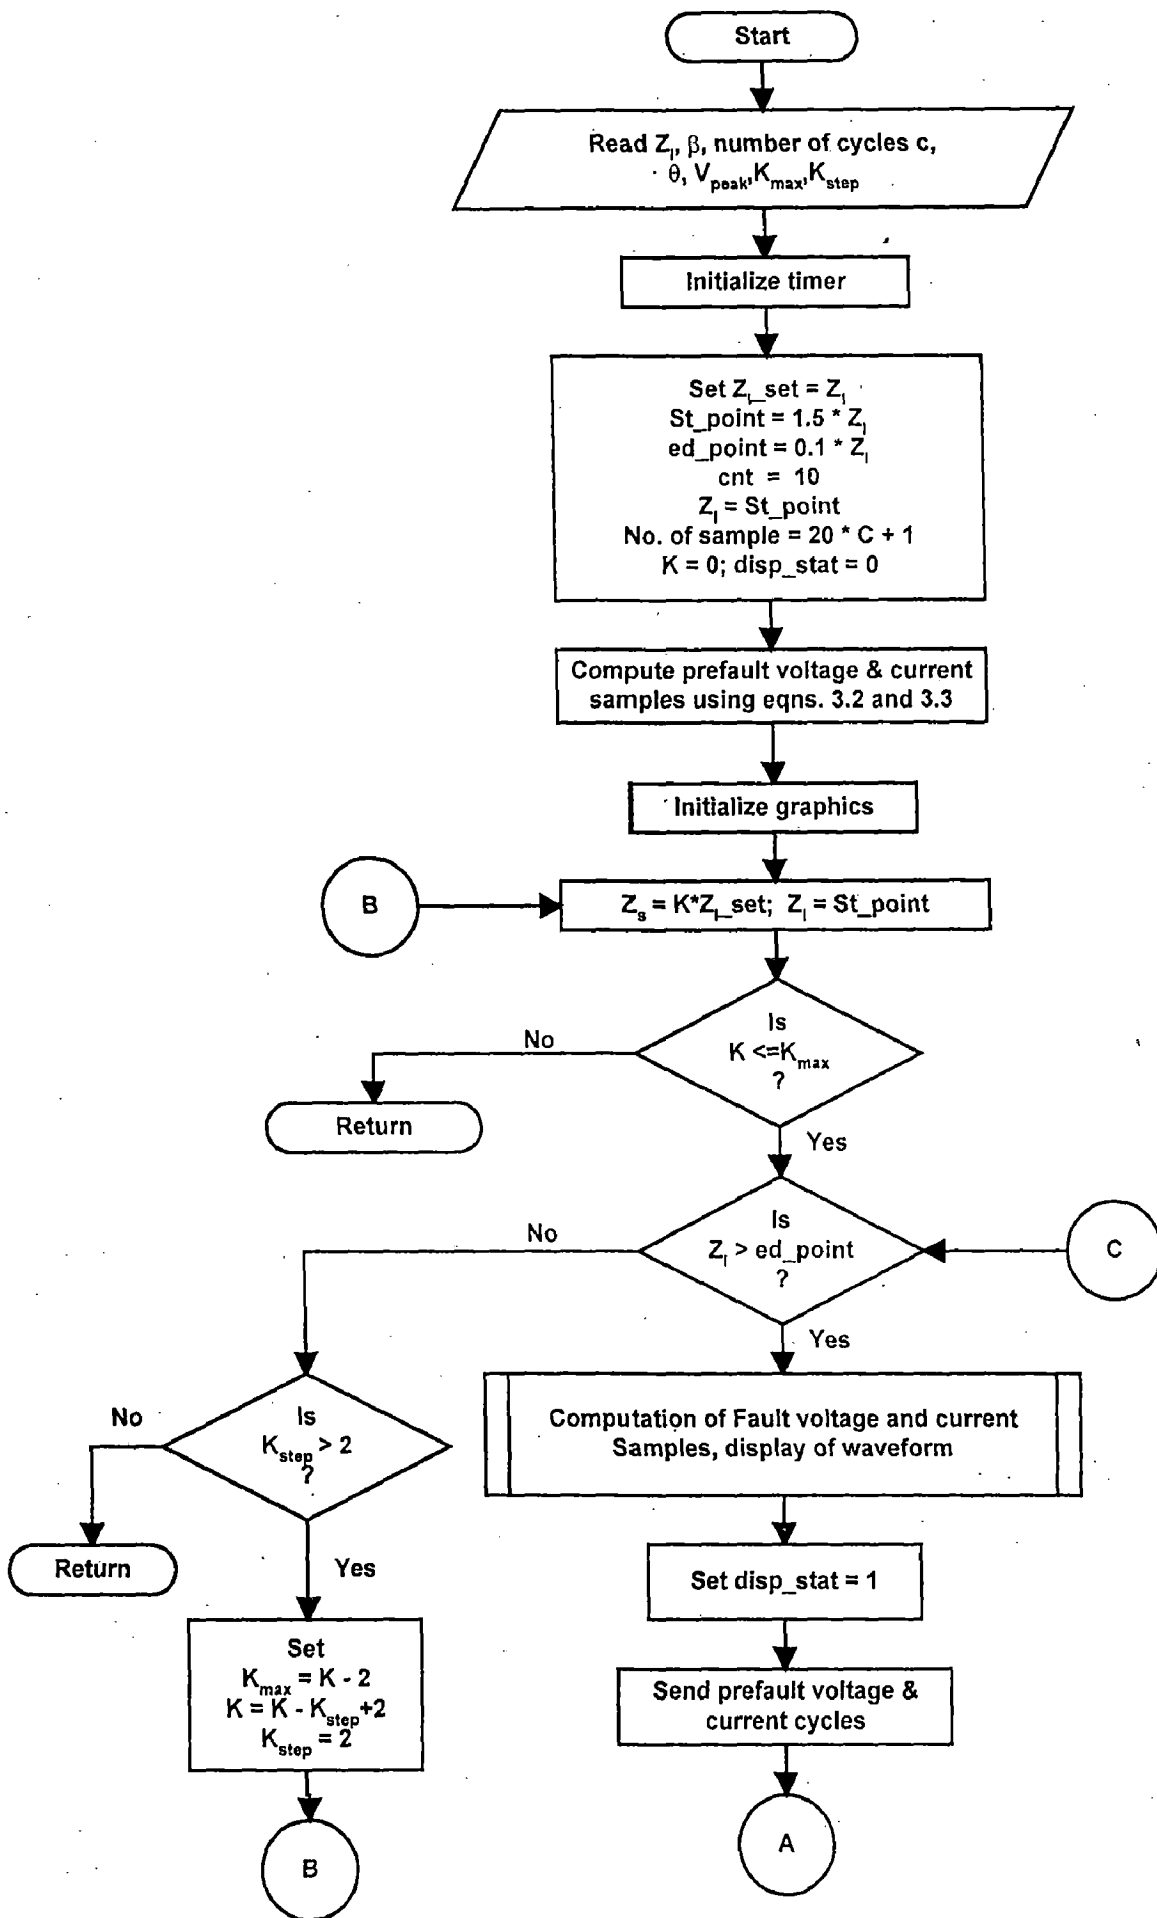 Start
Read Z_l, β, number of cycles c,
θ, V_peak, K_max, K_step
Initialize timer
Set Z_l_set = Z_l
St_point = 1.5 * Z_l
ed_point = 0.1 * Z_l
cnt = 10
Z_l = St_point
No. of sample = 20 * C + 1
K = 0; disp_stat = 0
Compute prefault voltage & current
samples using eqns. 3.2 and 3.3
Initialize graphics
B
Z_s = K*Z_l_set; Z_l = St_point
Is
K <=K_max
?
No
Return
Yes
Is
Z_l > ed_point
?
No
C
Yes
Is
K_step > 2
?
No
Return
Yes
Computation of Fault voltage and current
Samples, display of waveform
Set disp_stat = 1
Set
K_max = K - 2
K = K - K_step+2
K_step = 2
Send prefault voltage &
current cycles
B
A